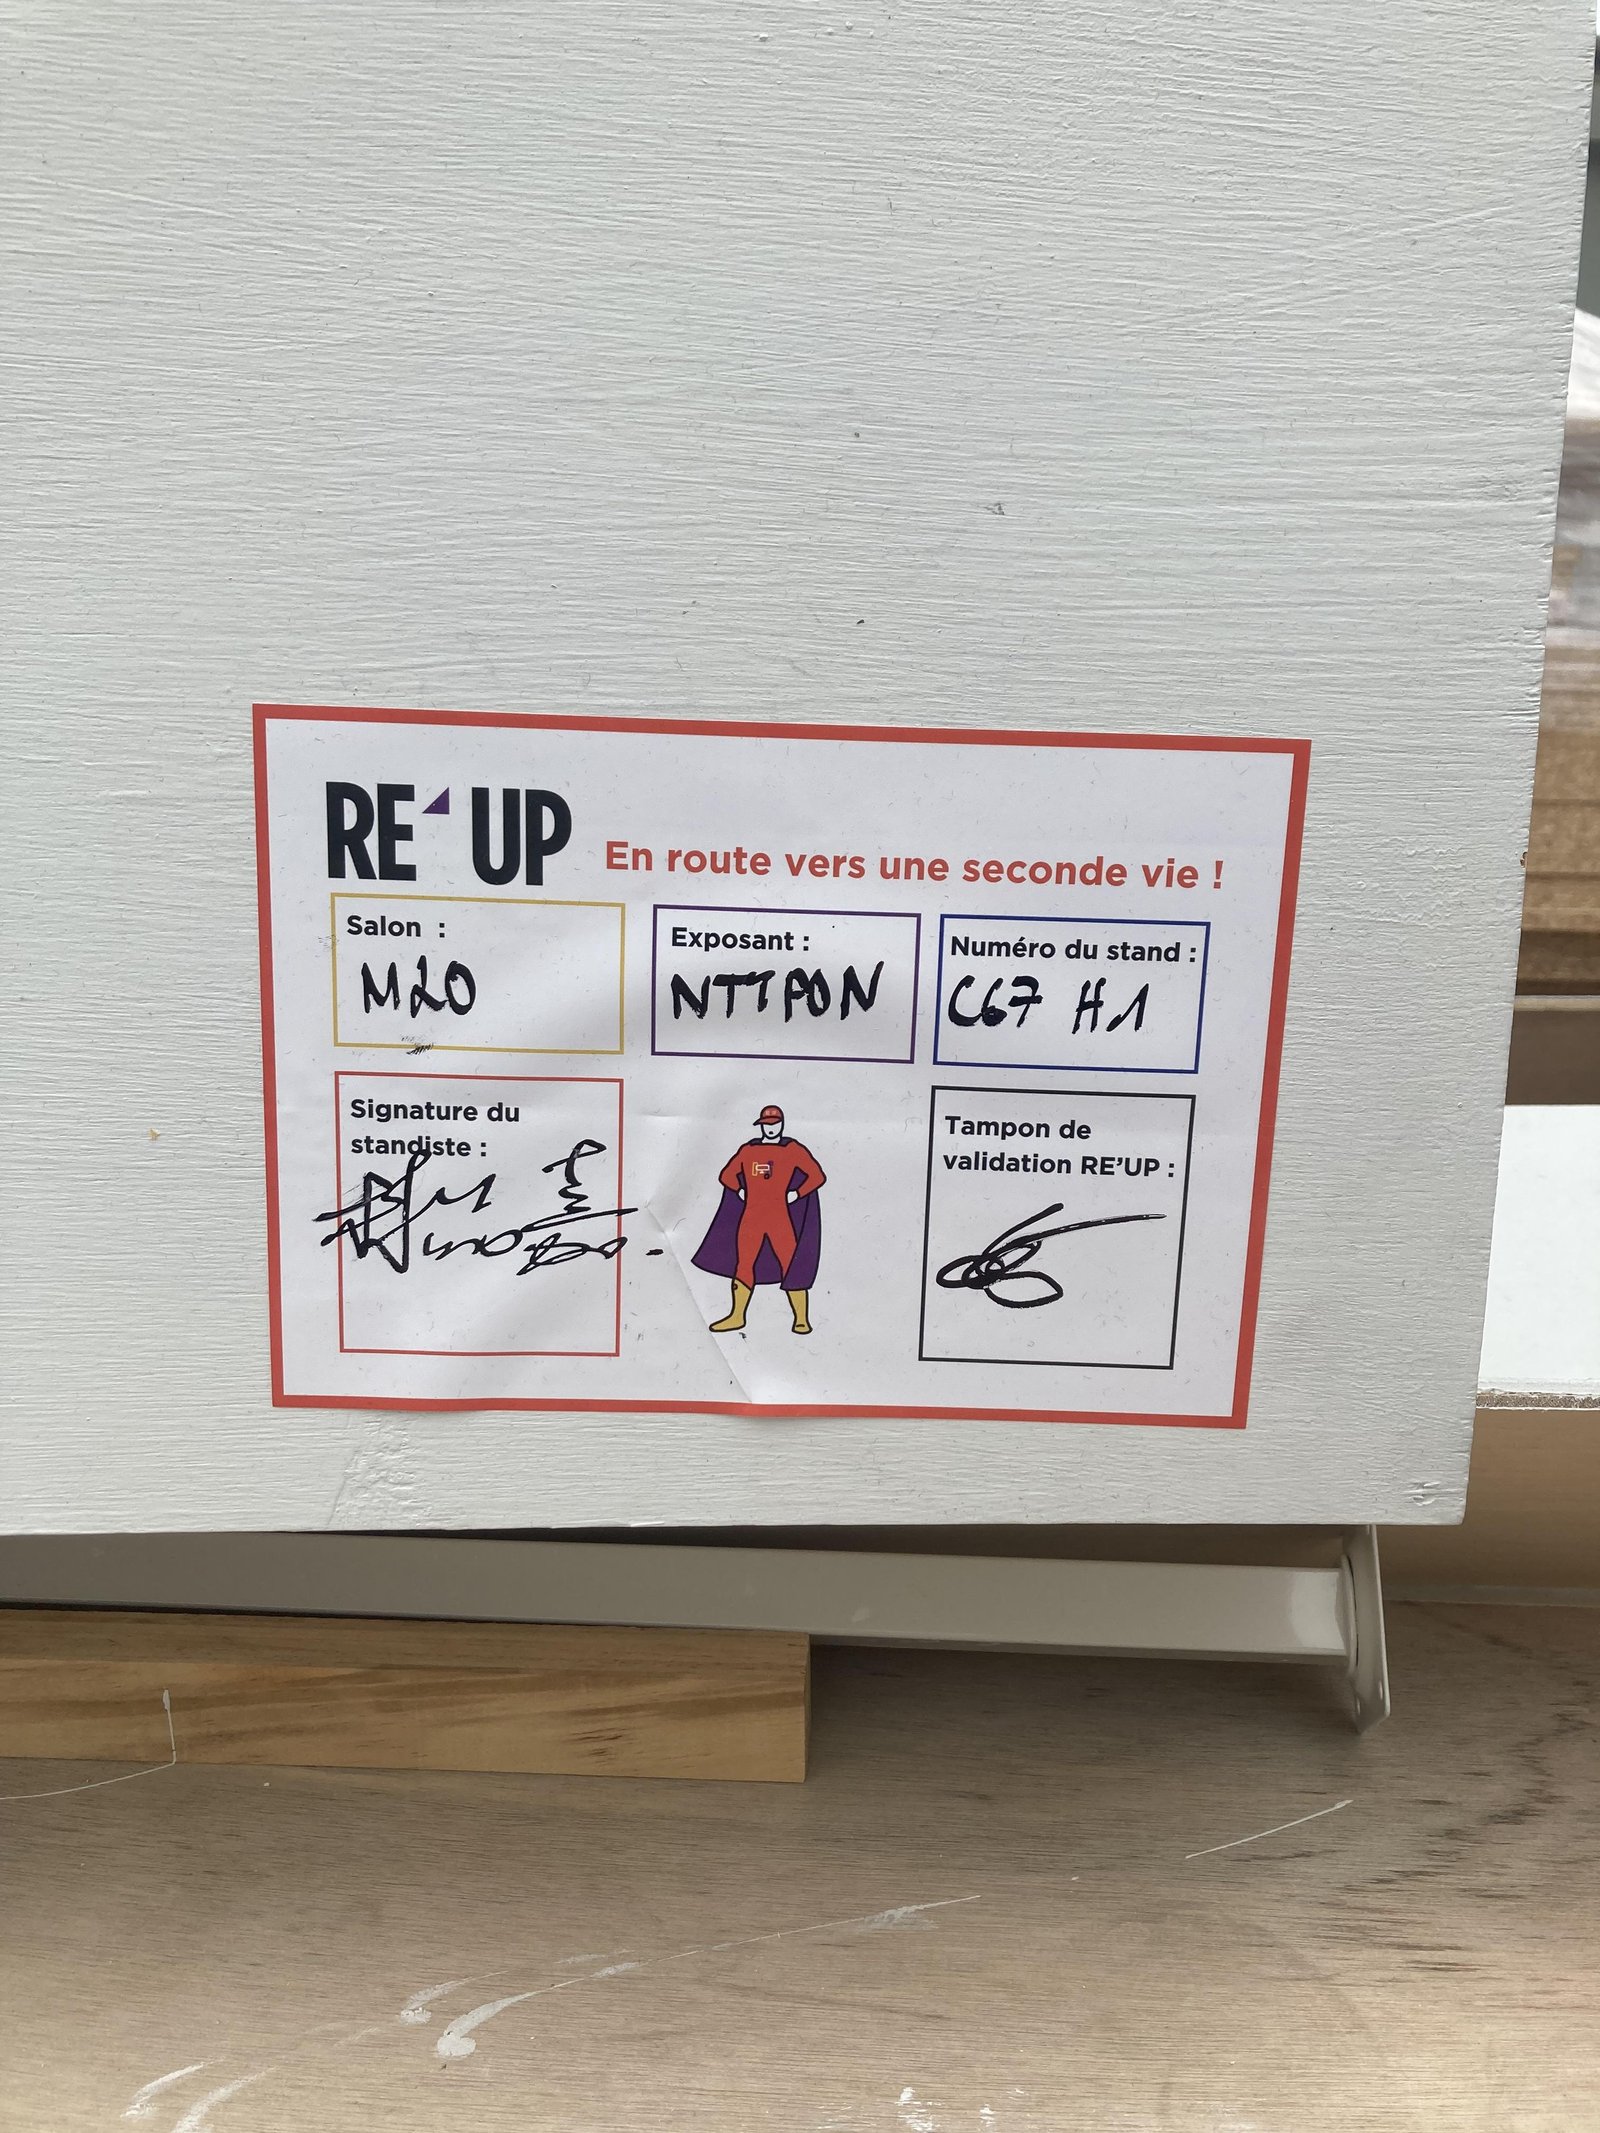 RE'UP En route vers une seconde vie !
Salon :
M&O
Exposant :
NTTPON
Numéro du stand :
C67 H1
Signature du
standiste :
Tampon de
validation RE'UP :